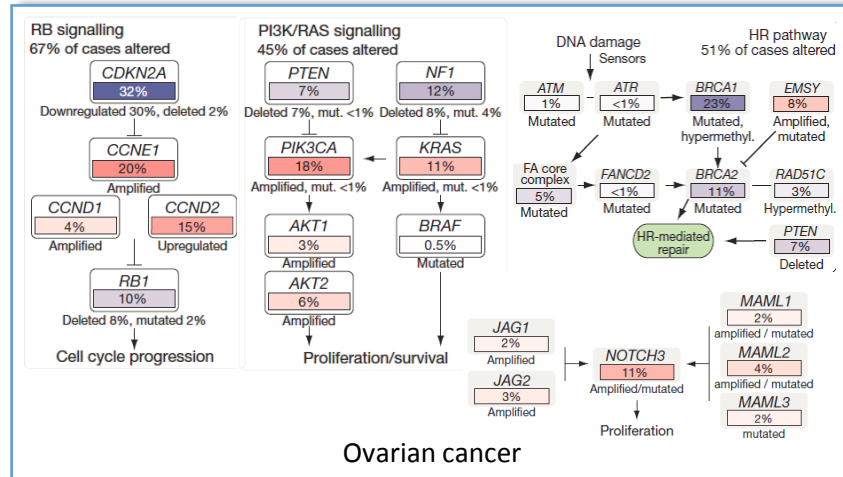 RB signalling
67% of cases altered
CDKN2A
32%
Downregulated 30%, deleted 2%
CCNE1
20%
Amplified
CCND1
4%
Amplified
CCND2
15%
Upregulated
RB1
10%
Deleted 8%, mutated 2%
Cell cycle progression
PI3K/RAS signalling
45% of cases altered
PTEN
7%
Deleted 7%, mut. <1%
NF1
12%
Deleted 8%, mut. 4%
PIK3CA
18%
Amplified, mut. <1%
KRAS
11%
Amplified, mut. <1%
AKT1
3%
Amplified
BRAF
0.5%
Mutated
AKT2
6%
Amplified
Proliferation/survival
HR pathway
51% of cases altered
DNA damage
Sensors
ATM
1%
Mutated
ATR
<1%
Mutated
BRCA1
23%
Mutated,
hypermethyl.
EMSY
8%
Amplified,
mutated
FA core
complex
5%
Mutated
FANCD2
<1%
Mutated
BRCA2
11%
Mutated
RAD51C
3%
Hypermethyl.
HR-mediated
repair
PTEN
7%
Deleted
JAG1
2%
Amplified
JAG2
3%
Amplified
NOTCH3
11%
Amplified/mutated
Proliferation
MAML1
2%
amplified / mutated
MAML2
4%
amplified / mutated
MAML3
2%
mutated
Ovarian cancer